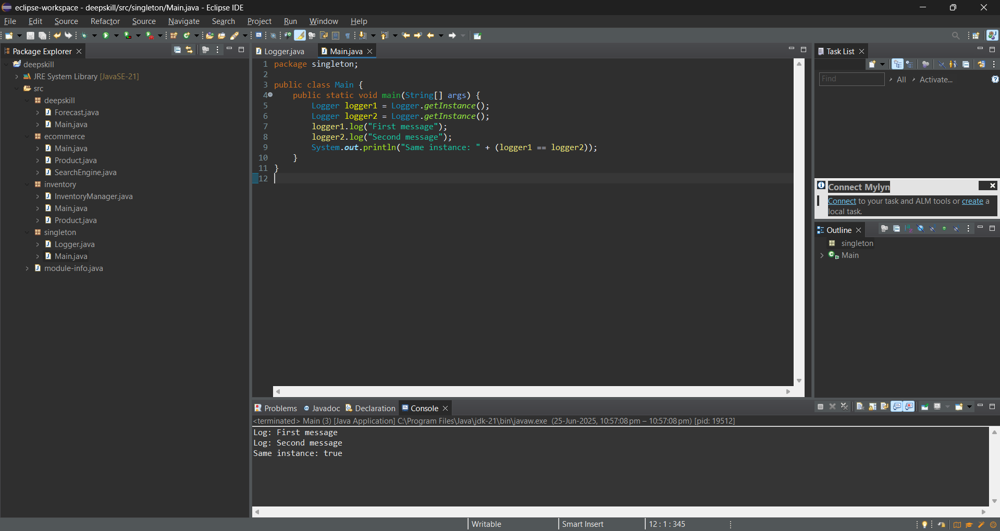 eclipse-workspace - deepskill/src/singleton/Main.java - Eclipse IDE
File Edit Source Refactor Source Navigate Search Project Run Window Help
Package Explorer
deepskill
JRE System Library [JavaSE-21]
src
deepskill
Forecast.java
Main.java
ecommerce
Main.java
Product.java
SearchEngine.java
inventory
InventoryManager.java
Main.java
Product.java
singleton
Logger.java
Main.java
module-info.java
Logger.java Main.java
1 package singleton;
2
3 public class Main {
4 public static void main(String[] args) {
5 Logger logger1 = Logger.getInstance();
6 Logger logger2 = Logger.getInstance();
7 logger1.log("First message");
8 logger2.log("Second message");
9 System.out.println("Same instance: " + (logger1 == logger2));
10 }
11 }
12
Task List
Find All Activate...
Connect Mylyn
Connect to your task and ALM tools or create a
local task.
Outline
singleton
Main
Problems Javadoc Declaration Console
<terminated> Main (3) [Java Application] C:\Program Files\Java\jdk-21\bin\javaw.exe (25-Jun-2025, 10:57:08 pm – 10:57:08 pm) [pid: 19512]
Log: First message
Log: Second message
Same instance: true
Writable Smart Insert 12 : 1 : 345